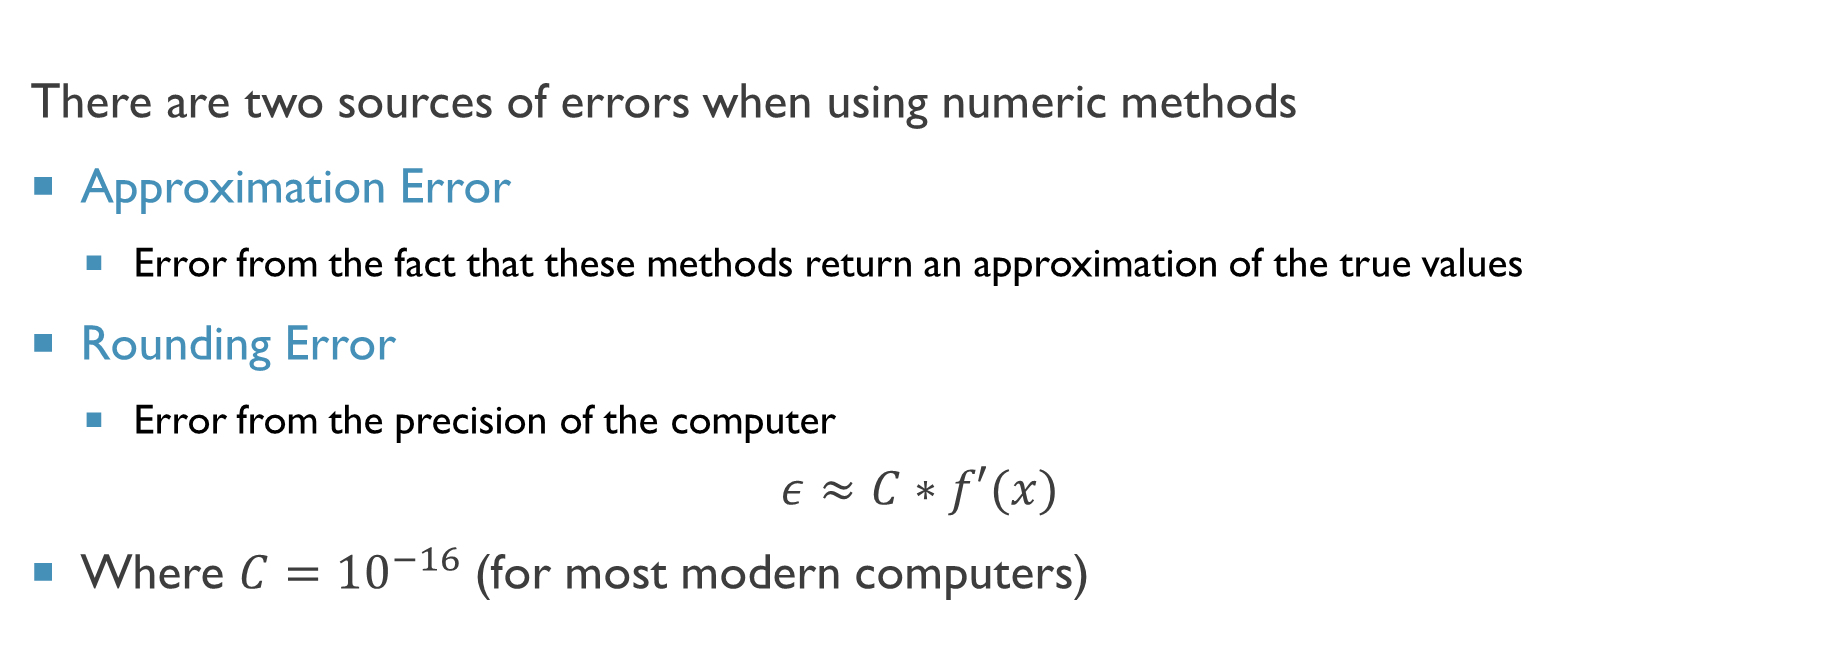 There are two sources of errors when using numeric methods
▪ Approximation Error
▪ Error from the fact that these methods return an approximation of the true values
▪ Rounding Error
▪ Error from the precision of the computer
ϵ ≈ C ∗ f′(x)
▪ Where C = 10⁻¹⁶ (for most modern computers)